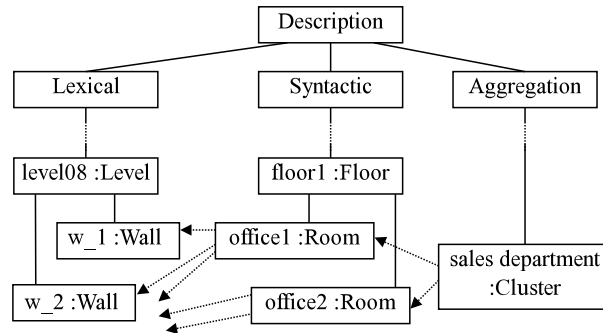 Description
Lexical
Syntactic
Aggregation
level08 :Level
floor1 :Floor
w_1 :Wall
office1 :Room
sales department
:Cluster
w_2 :Wall
office2 :Room